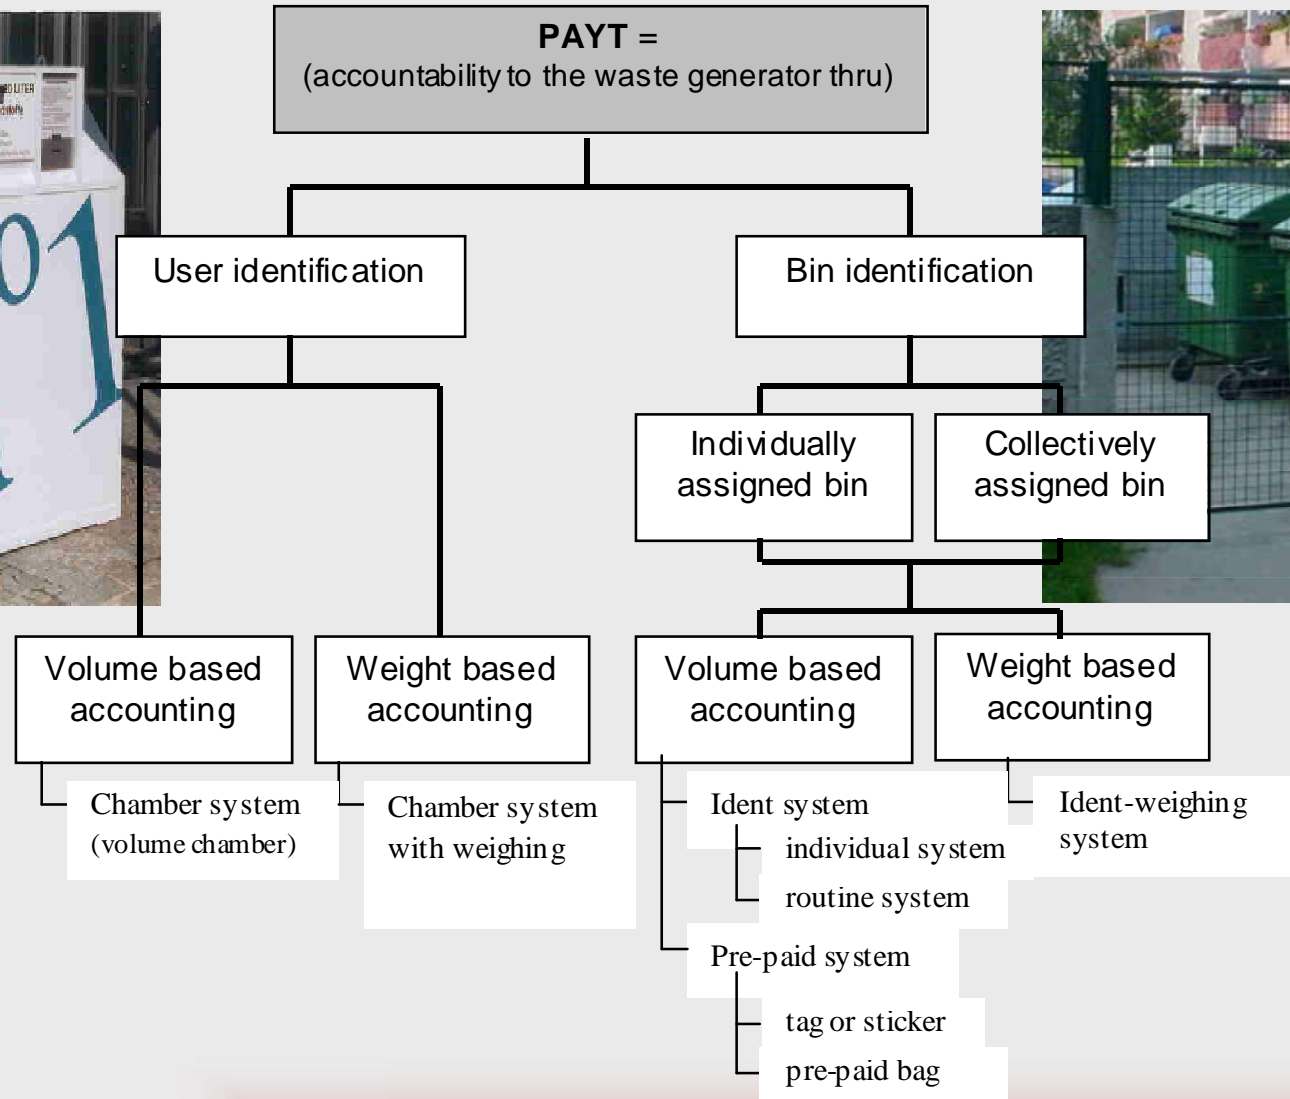 PAYT =
(accountability to the waste generator thru)
User identification
Bin identification
Individually
assigned bin
Collectively
assigned bin
Volume based
accounting
Weight based
accounting
Volume based
accounting
Weight based
accounting
Chamber system
(volume chamber)
Chamber system
with weighing
Ident system
individual system
routine system
Pre-paid system
tag or sticker
pre-paid bag
Ident-weighing
system